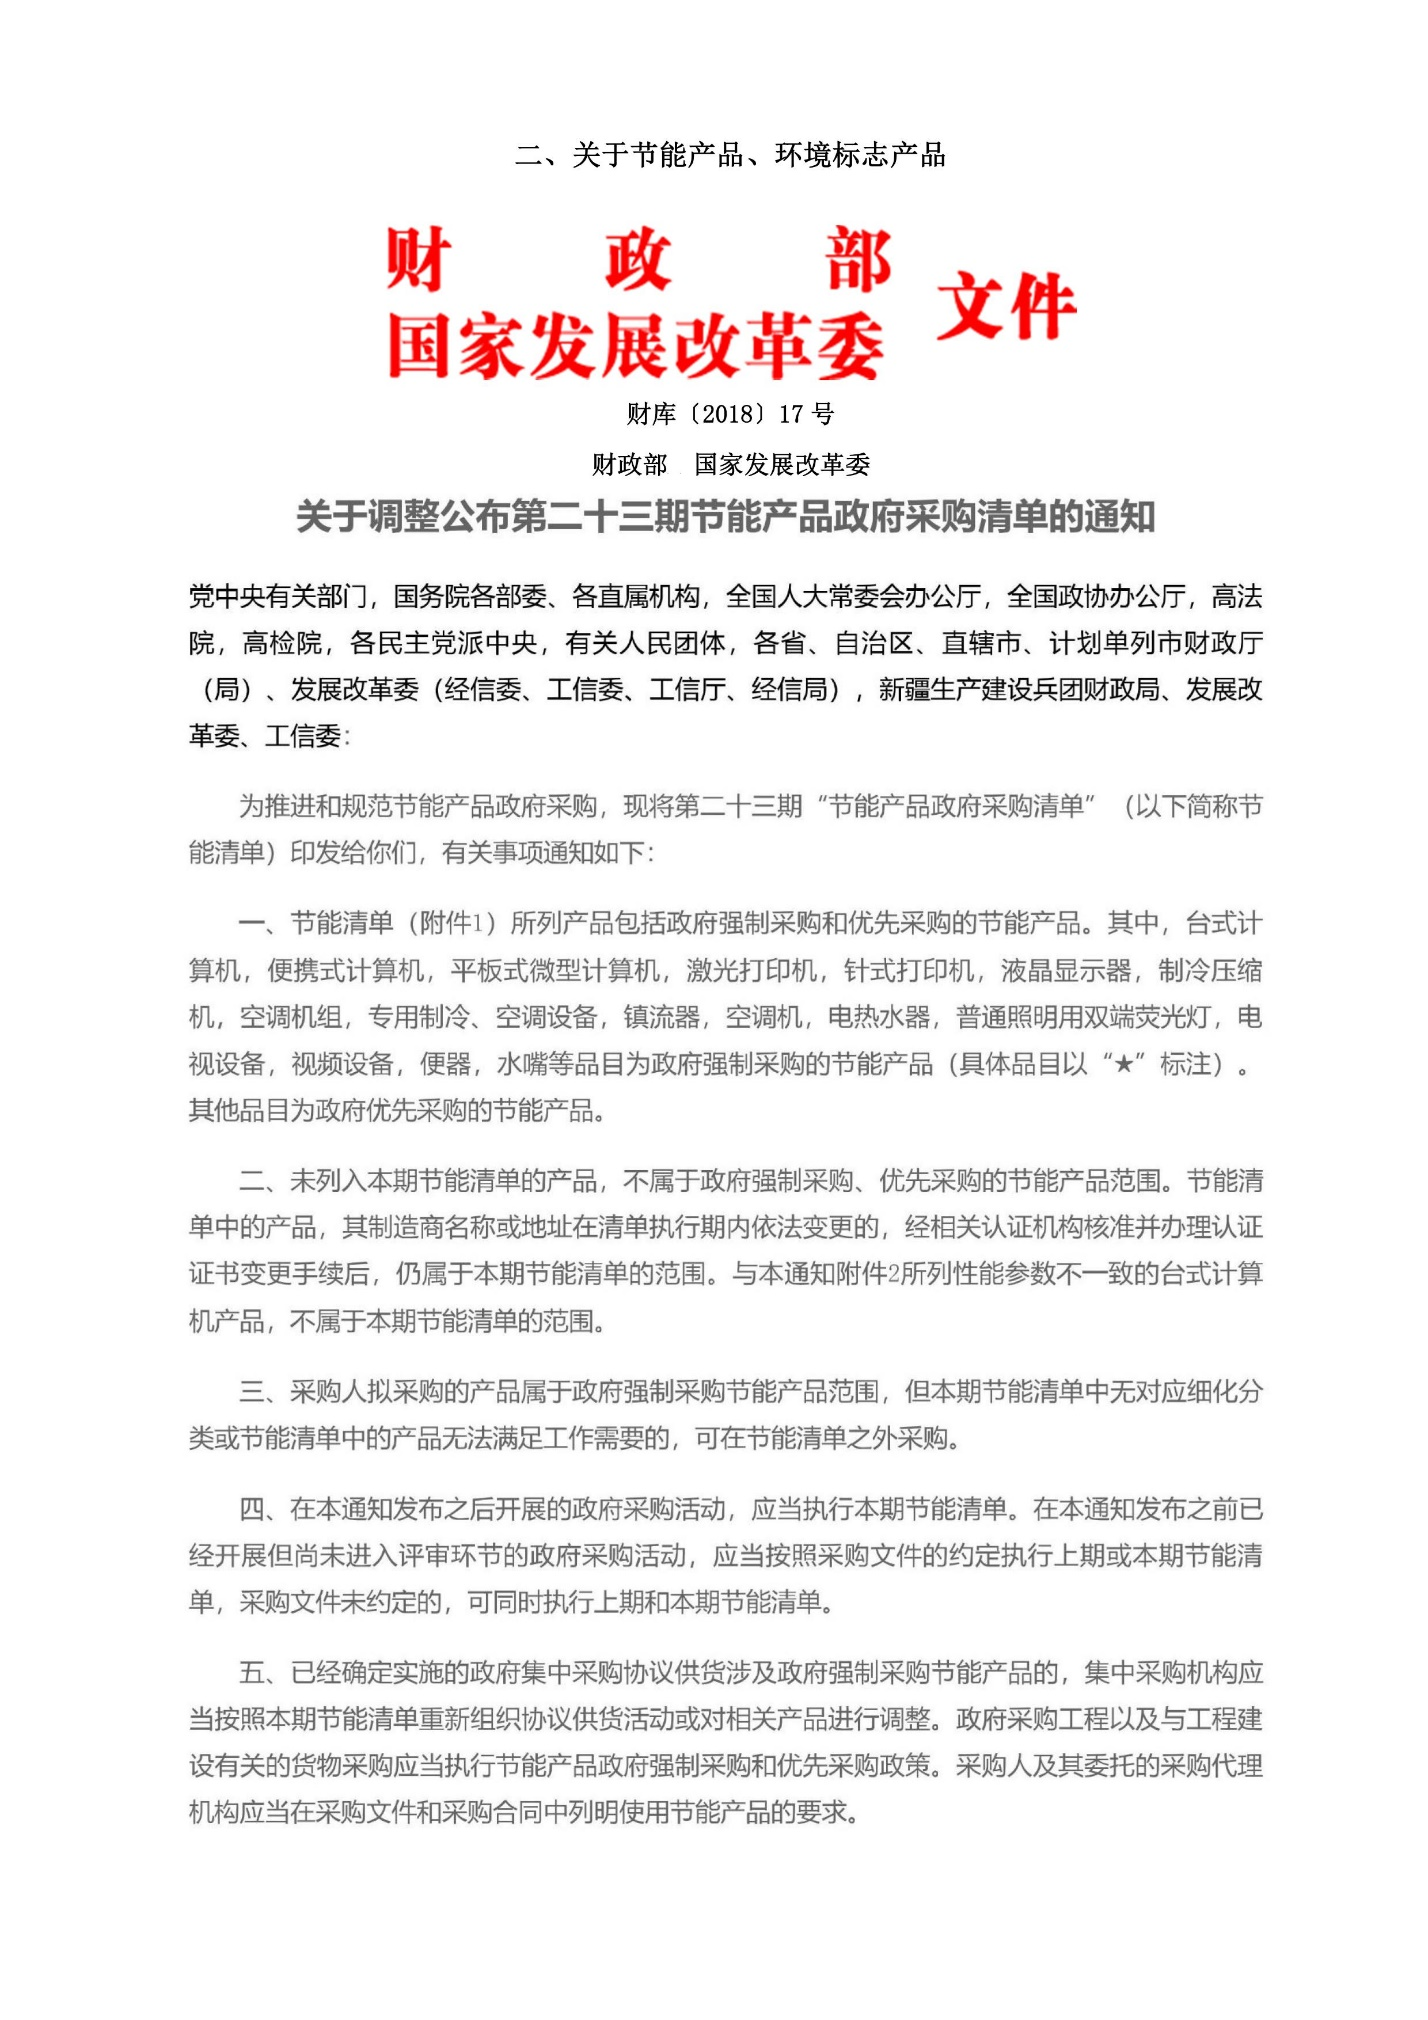 二、关于节能产品、环境标志产品
财政部
国家发展改革委
文件
财库〔2018〕17 号
财政部 国家发展改革委
关于调整公布第二十三期节能产品政府采购清单的通知
党中央有关部门，国务院各部委、各直属机构，全国人大常委会办公厅，全国政协办公厅，高法
院，高检院，各民主党派中央，有关人民团体，各省、自治区、直辖市、计划单列市财政厅
（局）、发展改革委（经信委、工信委、工信厅、经信局），新疆生产建设兵团财政局、发展改
革委、工信委：
为推进和规范节能产品政府采购，现将第二十三期“节能产品政府采购清单”（以下简称节
能清单）印发给你们，有关事项通知如下：
一、节能清单（附件1）所列产品包括政府强制采购和优先采购的节能产品。其中，台式计
算机，便携式计算机，平板式微型计算机，激光打印机，针式打印机，液晶显示器，制冷压缩
机，空调机组，专用制冷、空调设备，镇流器，空调机，电热水器，普通照明用双端荧光灯，电
视设备，视频设备，便器，水嘴等品目为政府强制采购的节能产品（具体品目以“★”标注）。
其他品目为政府优先采购的节能产品。
二、未列入本期节能清单的产品，不属于政府强制采购、优先采购的节能产品范围。节能清
单中的产品，其制造商名称或地址在清单执行期内依法变更的，经相关认证机构核准并办理认证
证书变更手续后，仍属于本期节能清单的范围。与本通知附件2所列性能参数不一致的台式计算
机产品，不属于本期节能清单的范围。
三、采购人拟采购的产品属于政府强制采购节能产品范围，但本期节能清单中无对应细化分
类或节能清单中的产品无法满足工作需要的，可在节能清单之外采购。
四、在本通知发布之后开展的政府采购活动，应当执行本期节能清单。在本通知发布之前已
经开展但尚未进入评审环节的政府采购活动，应当按照采购文件的约定执行上期或本期节能清
单，采购文件未约定的，可同时执行上期和本期节能清单。
五、已经确定实施的政府集中采购协议供货涉及政府强制采购节能产品的，集中采购机构应
当按照本期节能清单重新组织协议供货活动或对相关产品进行调整。政府采购工程以及与工程建
设有关的货物采购应当执行节能产品政府强制采购和优先采购政策。采购人及其委托的采购代理
机构应当在采购文件和采购合同中列明使用节能产品的要求。